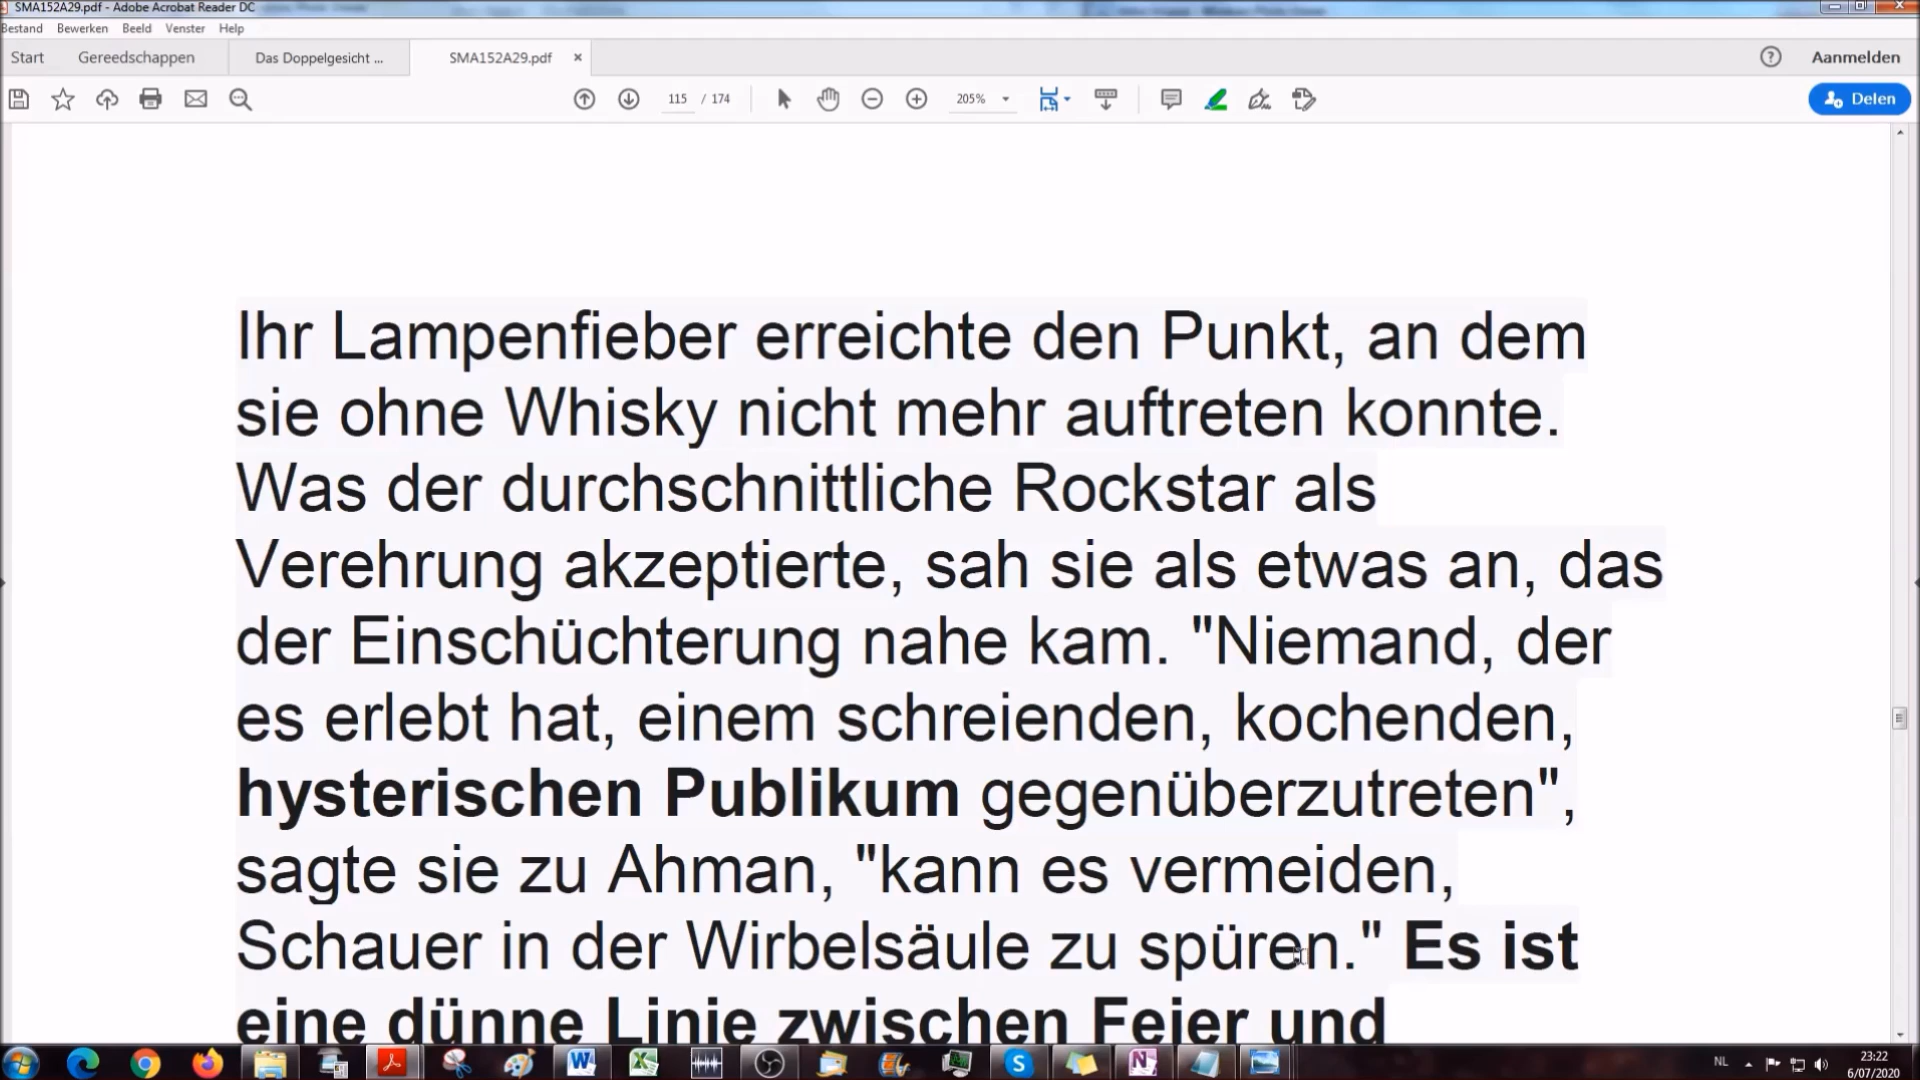 SMA152A29.pdf - Adobe Acrobat Reader DC
Bestand Bewerken Beeld Venster Help
Start Gereedschappen Das Doppelgesicht ... SMA152A29.pdf × Aanmelden
115 / 174 205% Delen
Ihr Lampenfieber erreichte den Punkt, an dem
sie ohne Whisky nicht mehr auftreten konnte.
Was der durchschnittliche Rockstar als
Verehrung akzeptierte, sah sie als etwas an, das
der Einschüchterung nahe kam. "Niemand, der
es erlebt hat, einem schreienden, kochenden,
hysterischen Publikum gegenüberzutreten",
sagte sie zu Ahman, "kann es vermeiden,
Schauer in der Wirbelsäule zu spüren." Es ist
eine dünne Linie zwischen Feier und
NL 23:22
6/07/2020